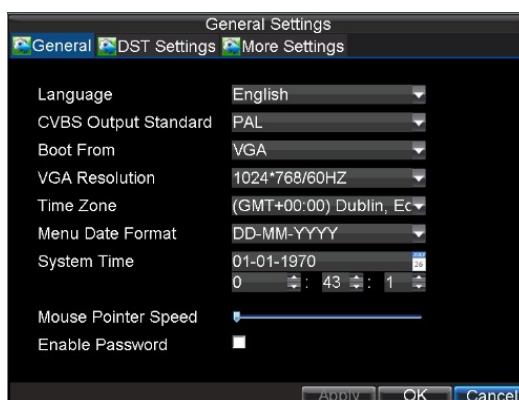 General Settings
General DST Settings More Settings
Language English
CVBS Output Standard PAL
Boot From VGA
VGA Resolution 1024*768/60HZ
Time Zone (GMT+00:00) Dublin, Ec
Menu Date Format DD-MM-YYYY
System Time 01-01-1970
0 : 43 : 1
Mouse Pointer Speed
Enable Password
Apply OK Cancel